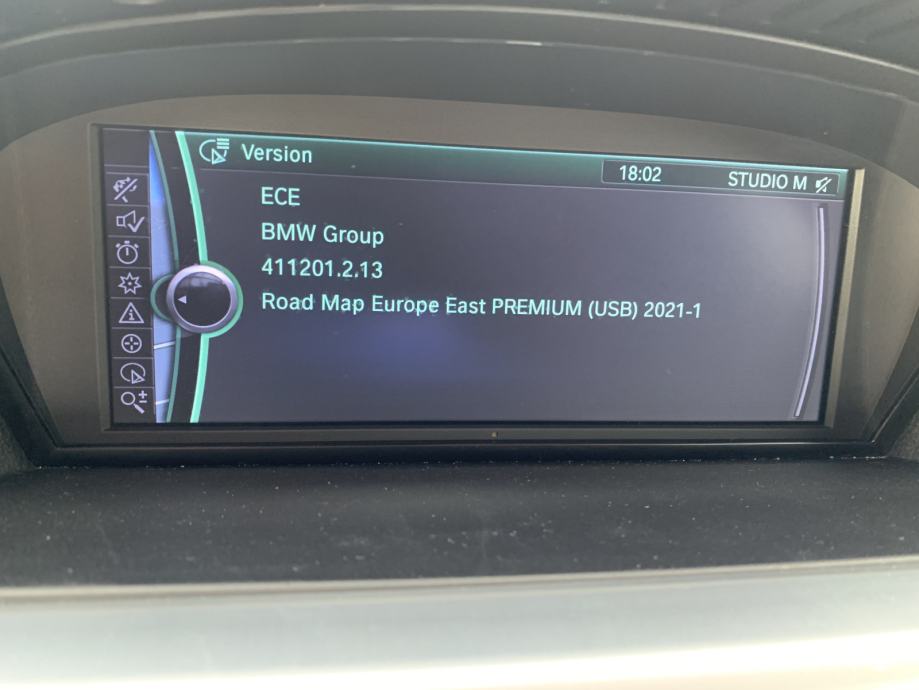 Version
18:02
STUDIO M
ECE
BMW Group
411201.2.13
Road Map Europe East PREMIUM (USB) 2021-1